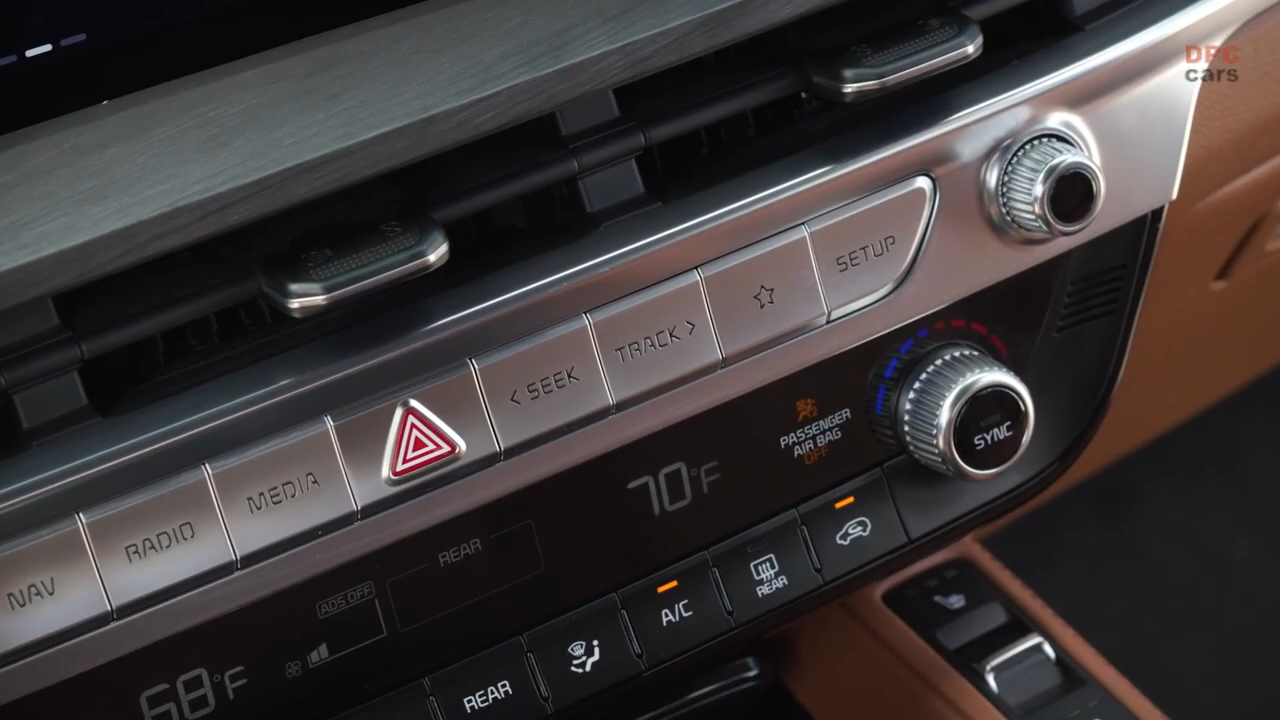 DPC
cars
SETUP
TRACK >
< SEEK
MEDIA
RADIO
NAV
PASSENGER
AIR BAG
OFF
SYNC
70°F
REAR
ADS OFF
68°F
REAR
A/C
REAR